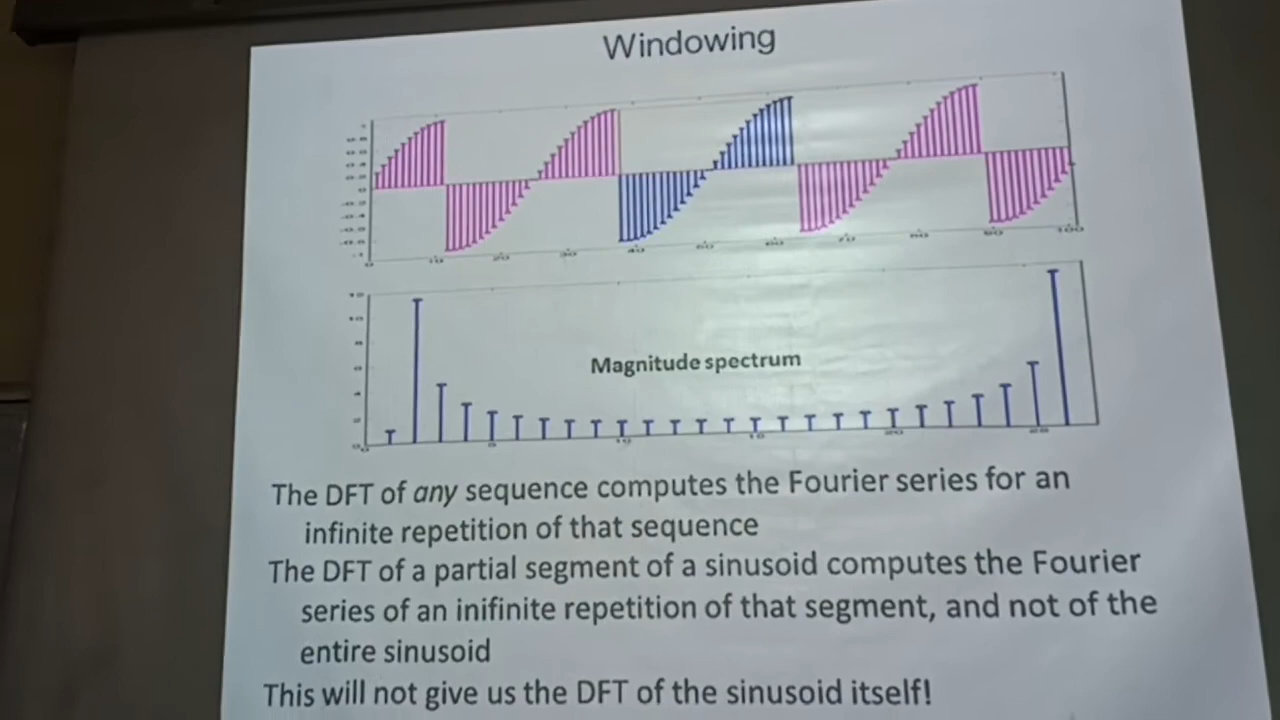 Windowing
Magnitude spectrum
The DFT of any sequence computes the Fourier series for an
infinite repetition of that sequence
The DFT of a partial segment of a sinusoid computes the Fourier
series of an inifinite repetition of that segment, and not of the
entire sinusoid
This will not give us the DFT of the sinusoid itself!